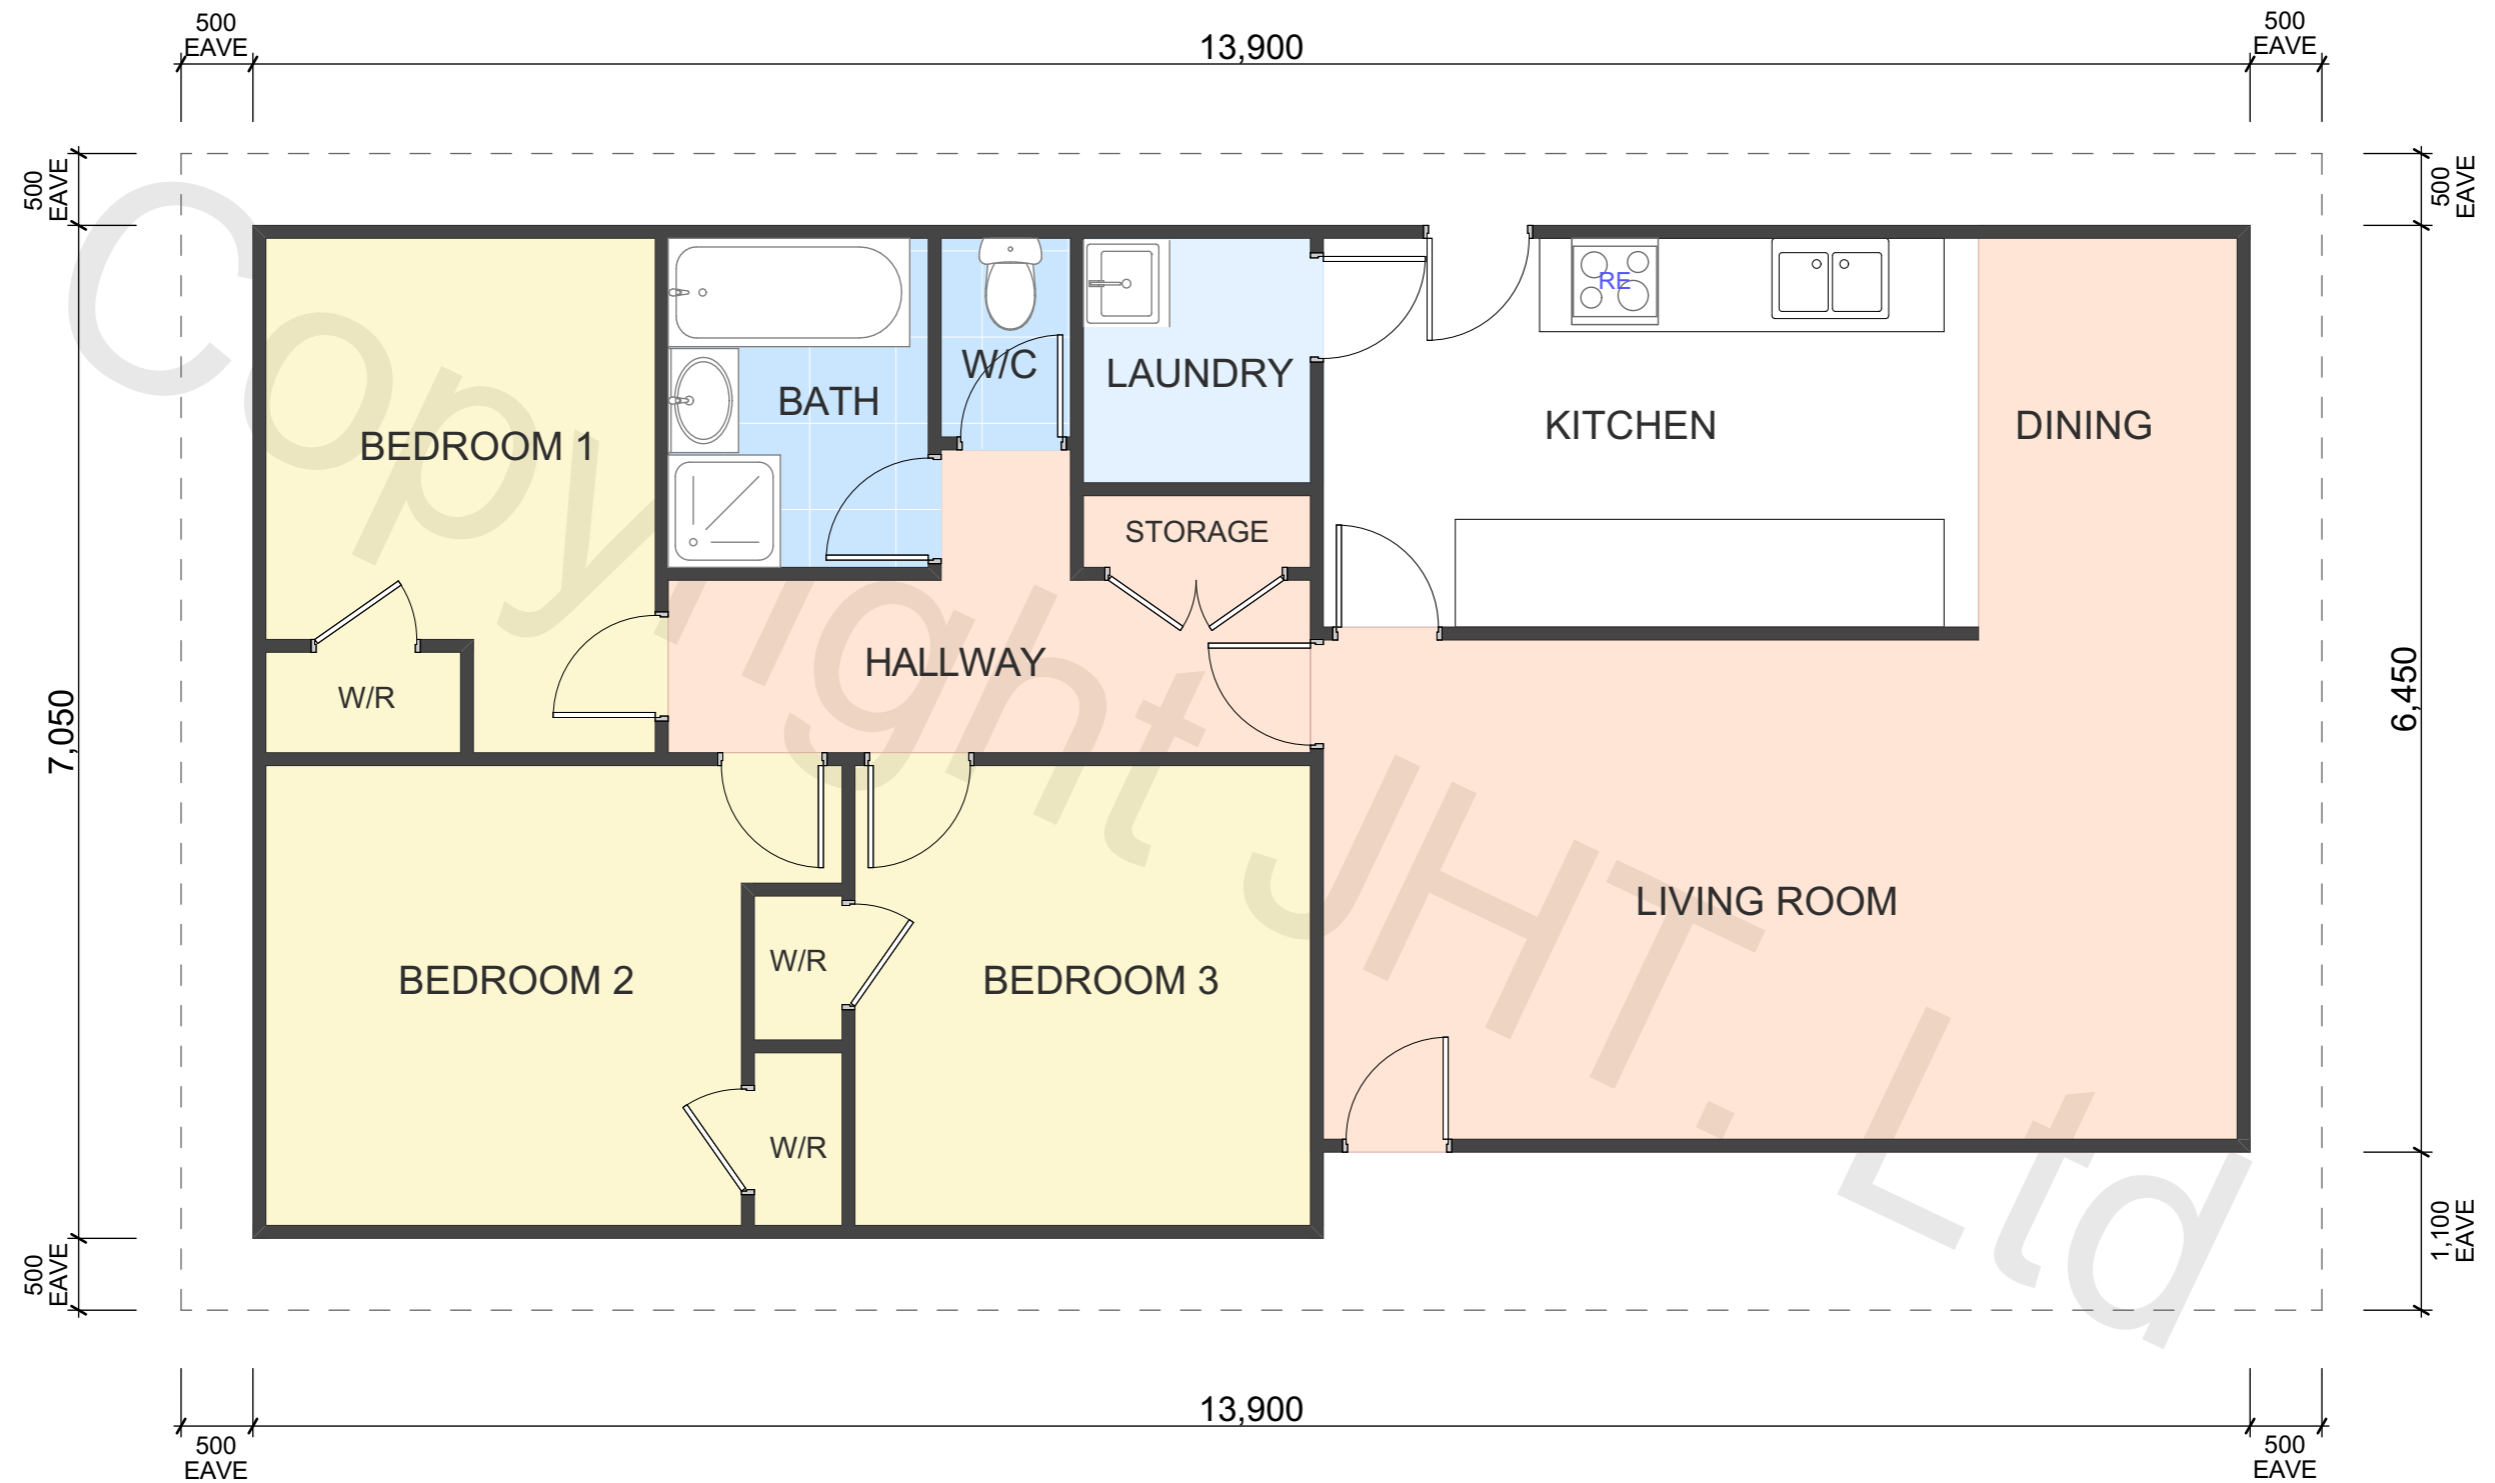 500
EAVE
13,900
500
EAVE
500
EAVE
500
EAVE
RE
W/C
LAUNDRY
BATH
KITCHEN
DINING
BEDROOM 1
STORAGE
HALLWAY
W/R
7,050
6,450
LIVING ROOM
W/R
BEDROOM 2
BEDROOM 3
W/R
500
EAVE
1,100
EAVE
13,900
500
EAVE
500
EAVE
Copyright JHT. Ltd